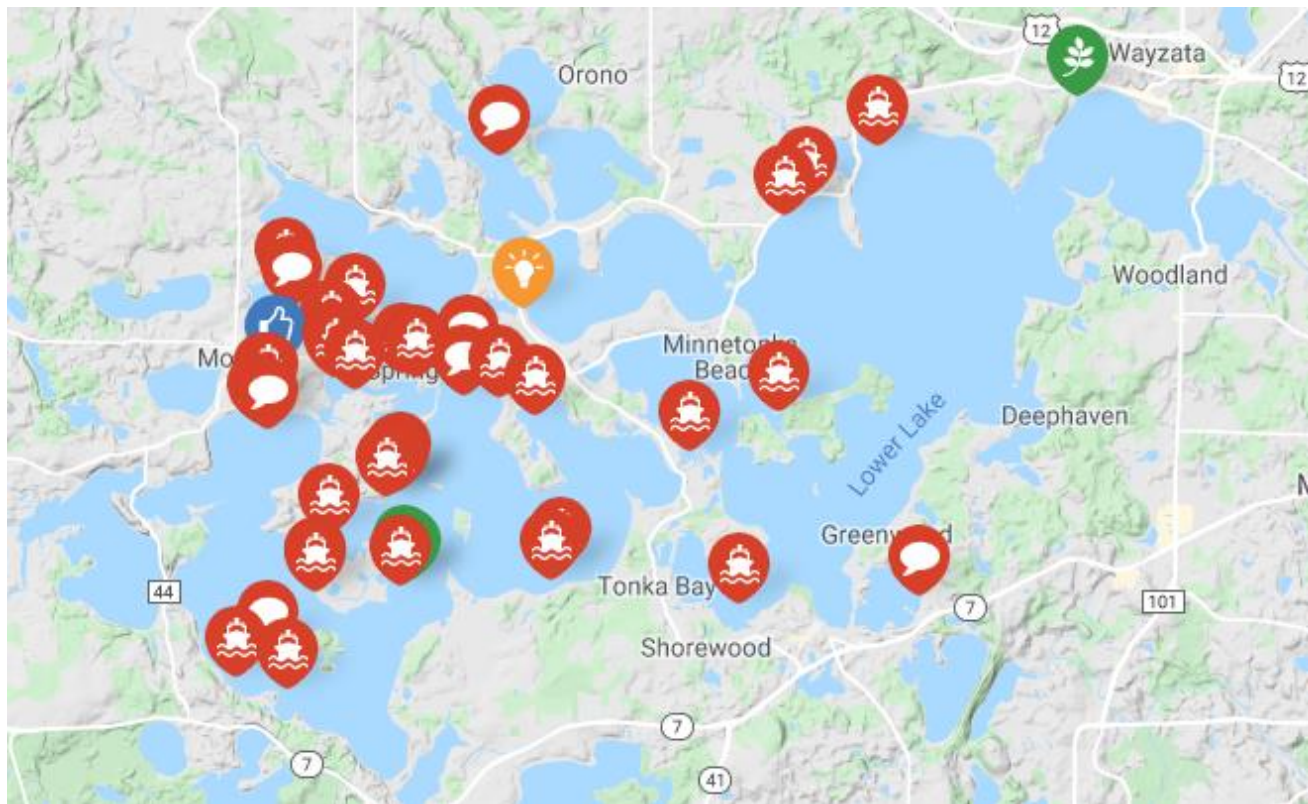 12
Wayzata
Orono
12
Woodland
Minnetonka
Beach
Deephaven
Lower Lake
Tonka Bay
44
7
101
Shorewood
7
7
41